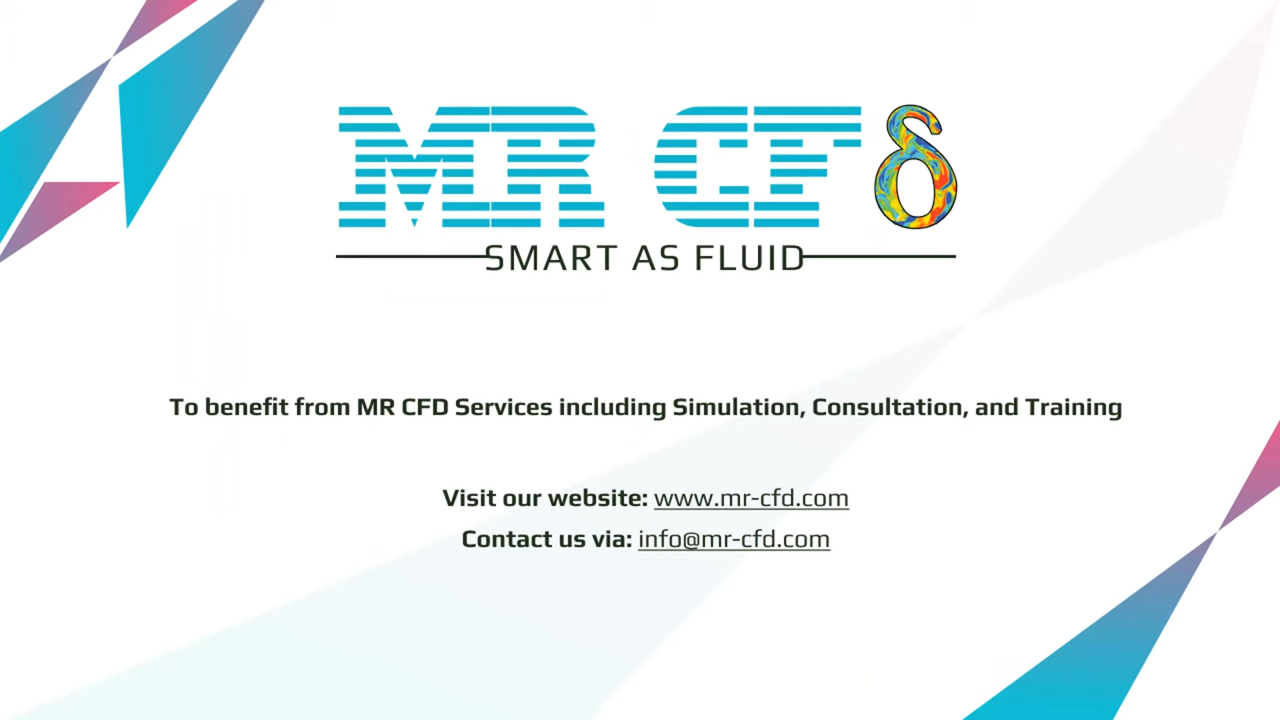 MR CFδ
SMART AS FLUID
To benefit from MR CFD Services including Simulation, Consultation, and Training
Visit our website: www.mr-cfd.com
Contact us via: info@mr-cfd.com